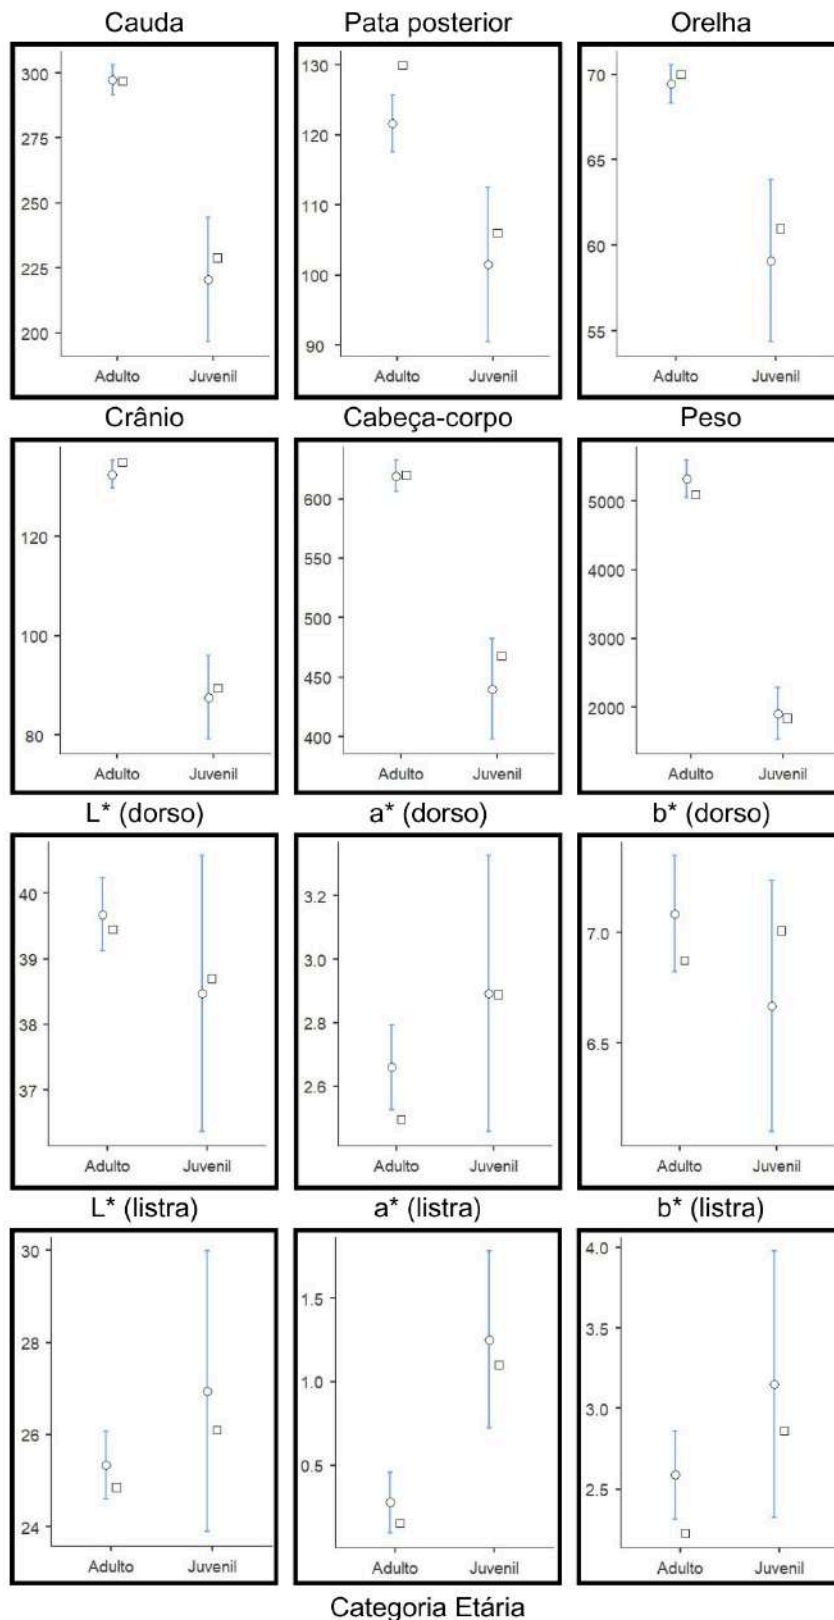 Cauda Pata posterior Orelha
300
275
250
225
200
Adulto Juvenil
130
120
110
100
90
Adulto Juvenil
70
65
60
55
Adulto Juvenil
Crânio Cabeça-corpo Peso
120
100
80
Adulto Juvenil
600
550
500
450
400
Adulto Juvenil
5000
4000
3000
2000
Adulto Juvenil
L* (dorso) a* (dorso) b* (dorso)
40
39
38
37
Adulto Juvenil
3.2
3.0
2.8
2.6
Adulto Juvenil
7.0
6.5
Adulto Juvenil
L* (listra) a* (listra) b* (listra)
30
28
26
24
Adulto Juvenil
1.5
1.0
0.5
Adulto Juvenil
4.0
3.5
3.0
2.5
Adulto Juvenil
Categoria Etária